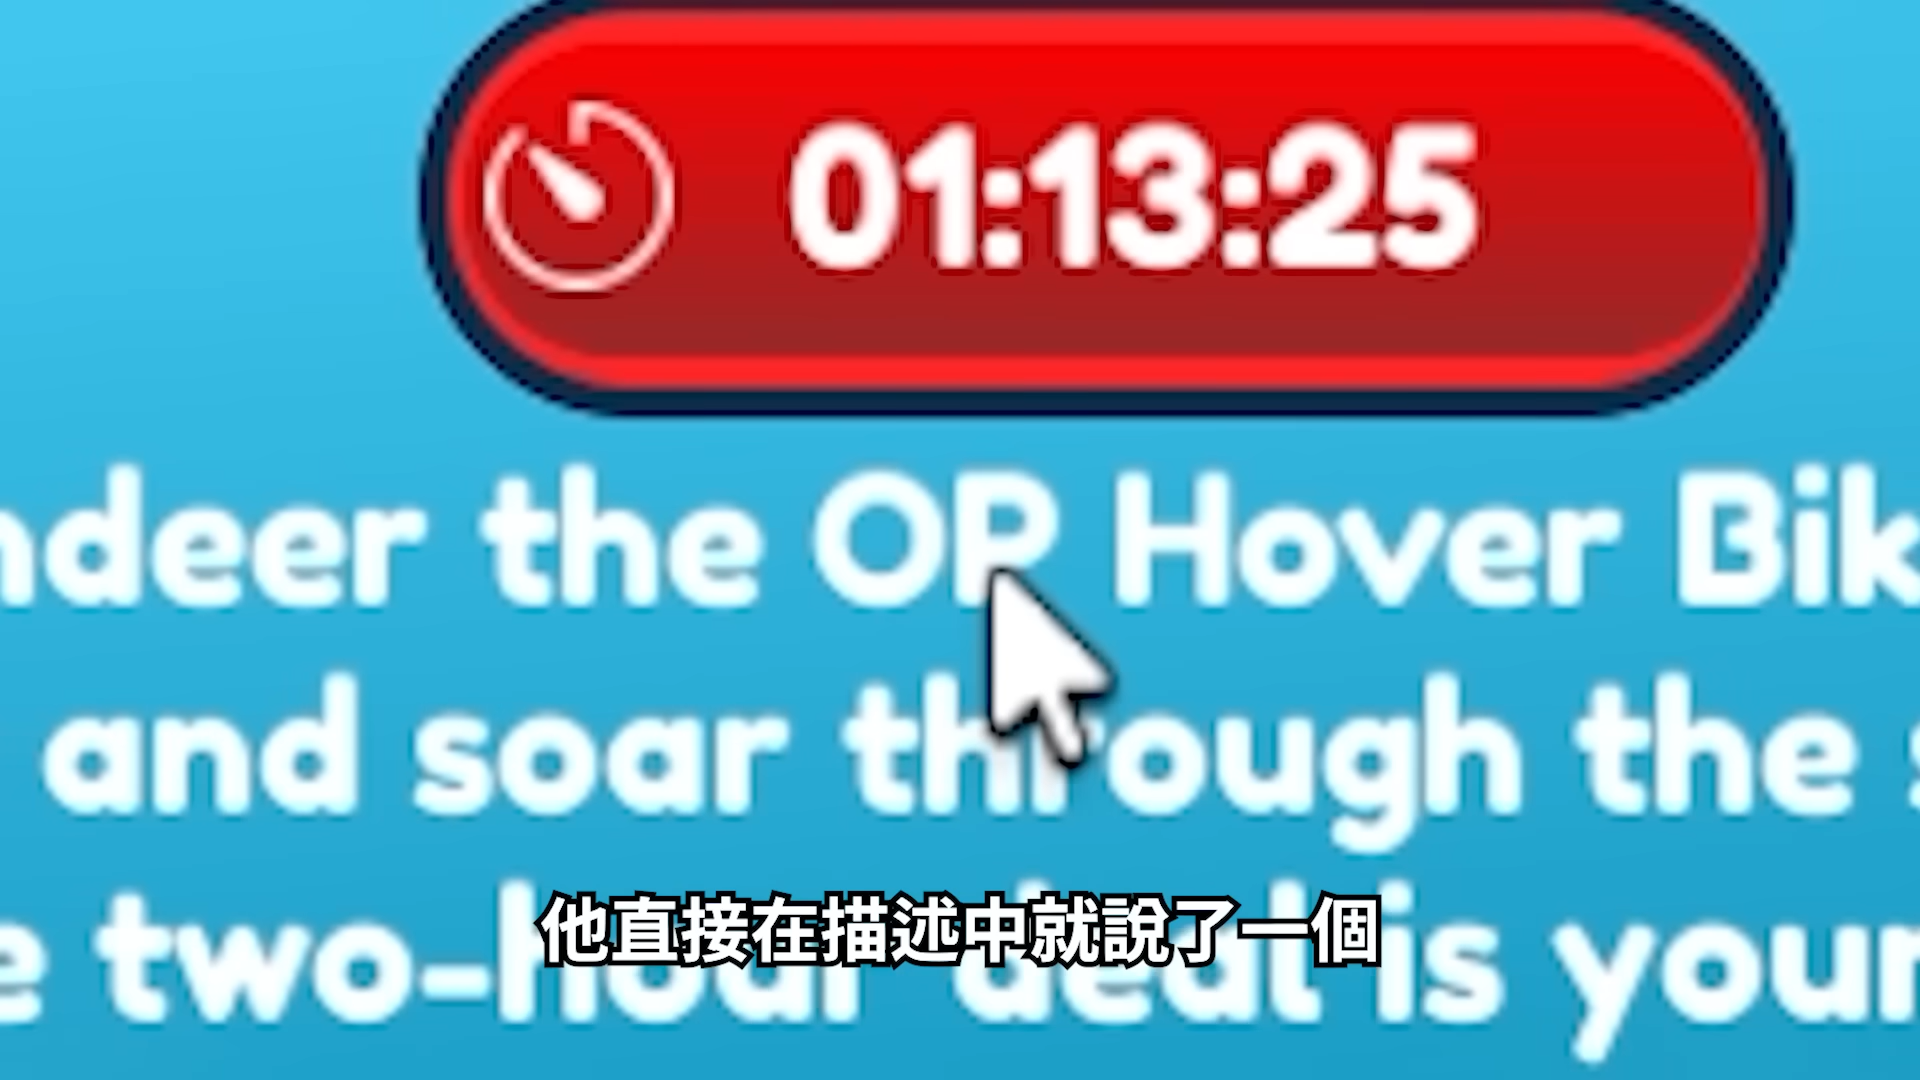 01:13:25
ndeer the OP Hover Bik
and soar through the s
e two-hour deal is your
他直接在描述中就說了一個